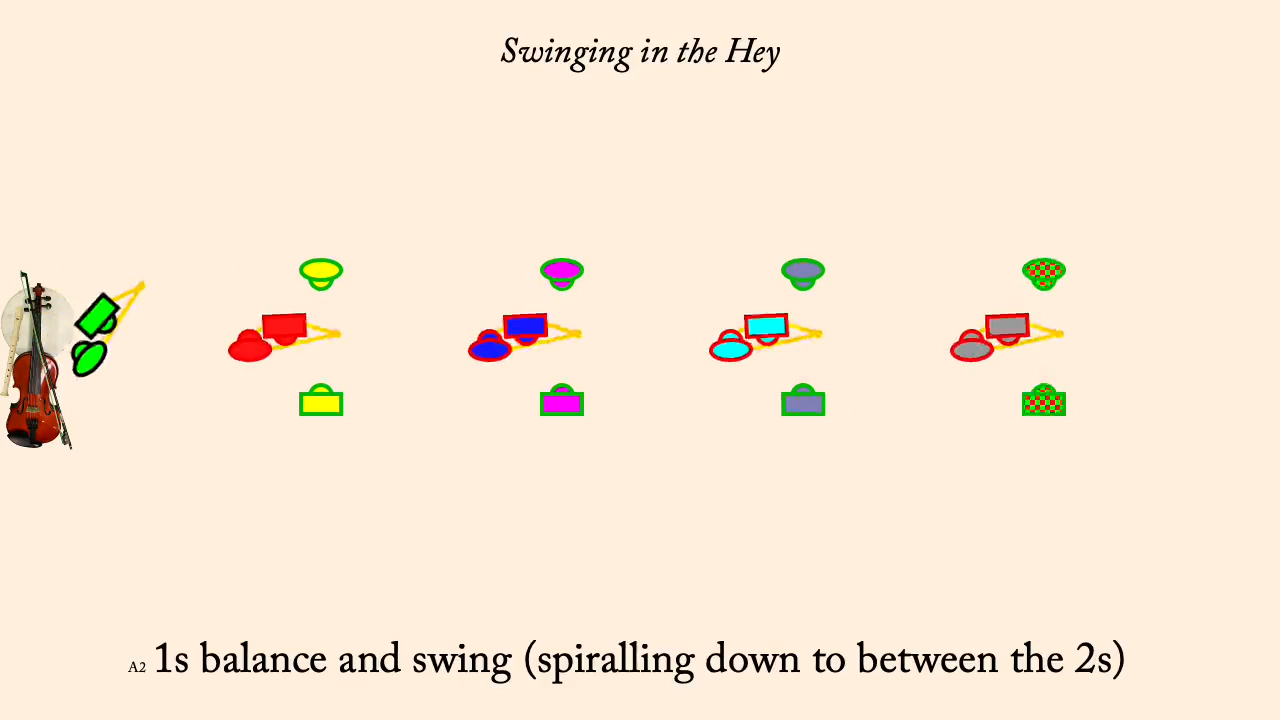 Swinging in the Hey
A2 1s balance and swing (spiralling down to between the 2s)